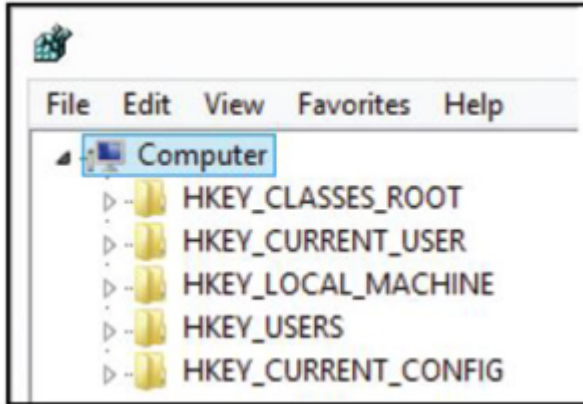 File Edit View Favorites Help
Computer
HKEY_CLASSES_ROOT
HKEY_CURRENT_USER
HKEY_LOCAL_MACHINE
HKEY_USERS
HKEY_CURRENT_CONFIG